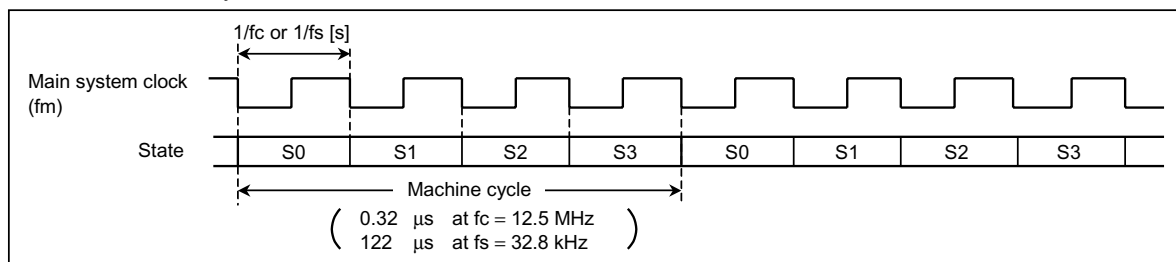 1/fc or 1/fs [s]
Main system clock
(fm)
State
S0 S1 S2 S3 S0 S1 S2 S3
Machine cycle
( 0.32 μs at fc = 12.5 MHz
122 μs at fs = 32.8 kHz )